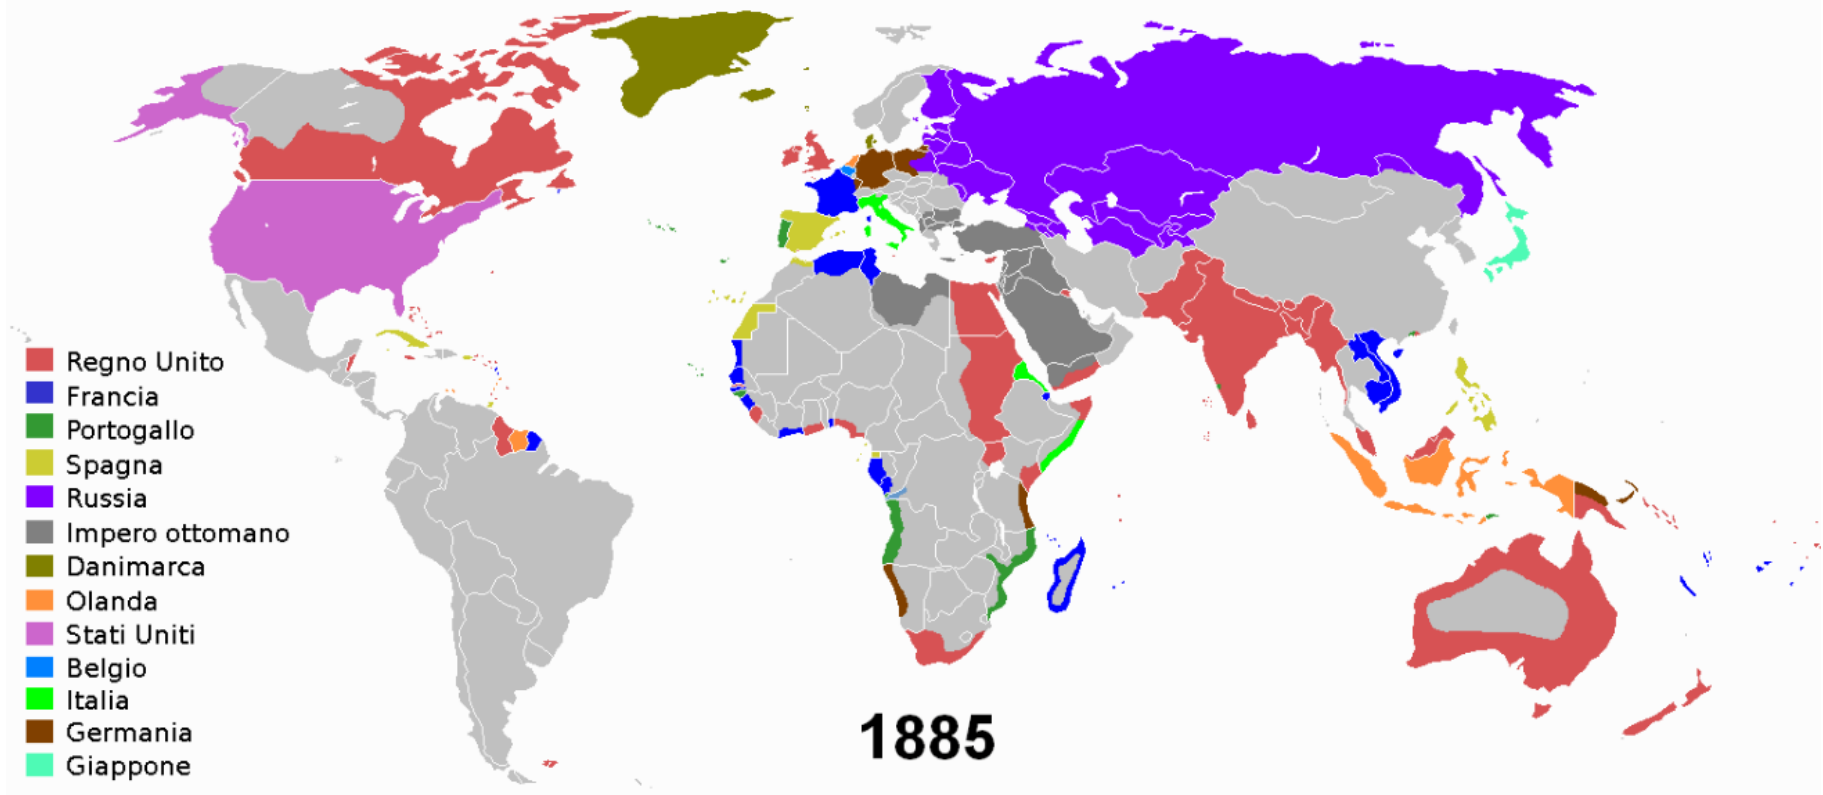 Regno Unito
Francia
Portogallo
Spagna
Russia
Impero ottomano
Danimarca
Olanda
Stati Uniti
Belgio
Italia
Germania
Giappone
1885